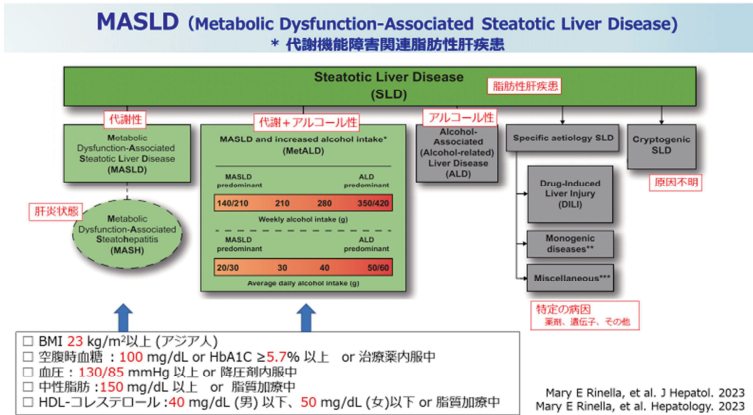 MASLD (Metabolic Dysfunction-Associated Steatotic Liver Disease)
* 代謝機能障害関連脂肪性肝疾患
Steatotic Liver Disease
(SLD)
脂肪性肝疾患
代謝性
Metabolic
Dysfunction-Associated
Steatotic Liver Disease
(MASLD)
肝炎状態
Metabolic
Dysfunction-Associated
Steatohepatitis
(MASH)
代謝+アルコール性
MASLD and increased alcohol intake*
(MetALD)
MASLD predominant
ALD predominant
140/210 210 280 350/420
Weekly alcohol intake (g)
MASLD predominant
ALD predominant
20/30 30 40 50/60
Average daily alcohol intake (g)
アルコール性
Alcohol-
Associated
(Alcohol-related)
Liver Disease
(ALD)
Specific aetiology SLD
Drug-Induced
Liver Injury
(DILI)
Monogenic
diseases**
Miscellaneous***
特定の病因
薬剤、遺伝子、その他
Cryptogenic
SLD
原因不明
□ BMI 23 kg/m²以上 (アジア人)
□ 空腹時血糖 : 100 mg/dL or HbA1C ≥5.7% 以上 or 治療薬内服中
□ 血圧 : 130/85 mmHg 以上 or 降圧剤内服中
□ 中性脂肪 : 150 mg/dL 以上 or 脂質加療中
□ HDL-コレステロール : 40 mg/dL (男) 以下、50 mg/dL (女)以下 or 脂質加療中
Mary E Rinella, et al. J Hepatol. 2023
Mary E Rinella, et al. Hepatology. 2023